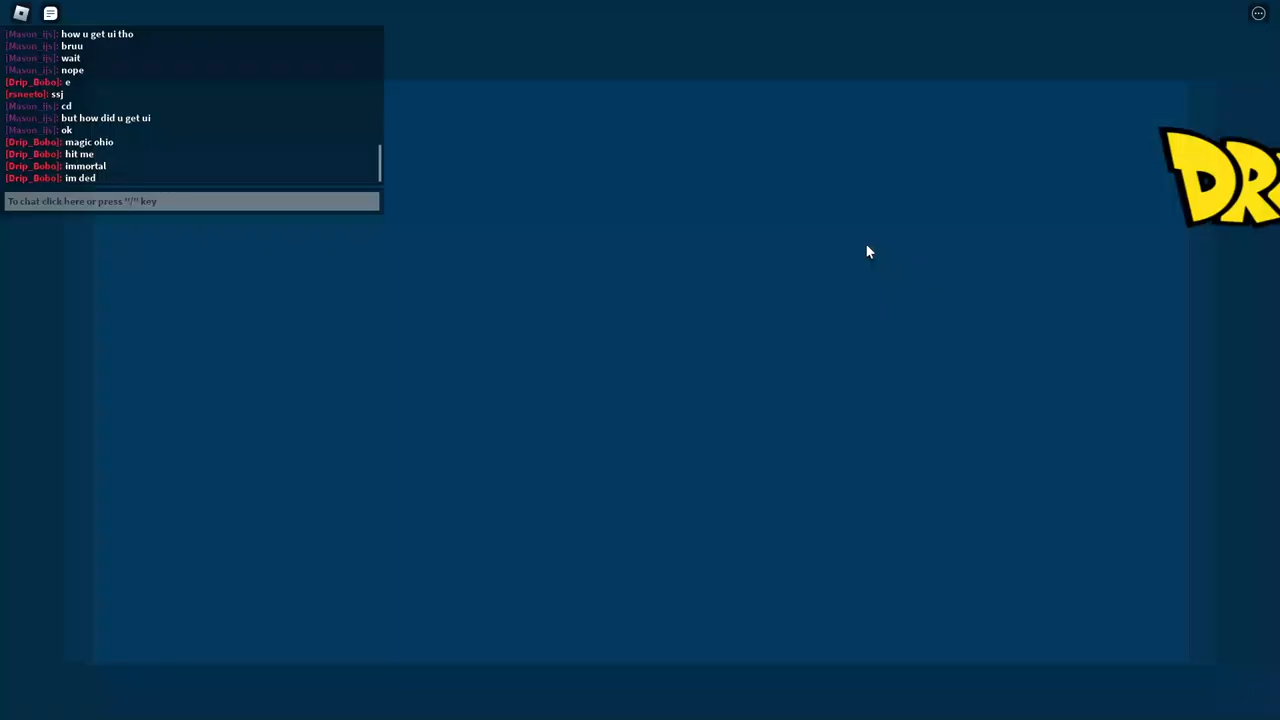 [Mason_ijs]: how u get ui tho
[Mason_ijs]: bruu
[Mason_ijs]: wait
[Mason_ijs]: nope
[Drip_Bobo]: e
[rsneeto]: ssj
[Mason_ijs]: cd
[Mason_ijs]: but how did u get ui
[Mason_ijs]: ok
[Drip_Bobo]: magic ohio
[Drip_Bobo]: hit me
[Drip_Bobo]: immortal
[Drip_Bobo]: im ded
To chat click here or press "/" key
DR